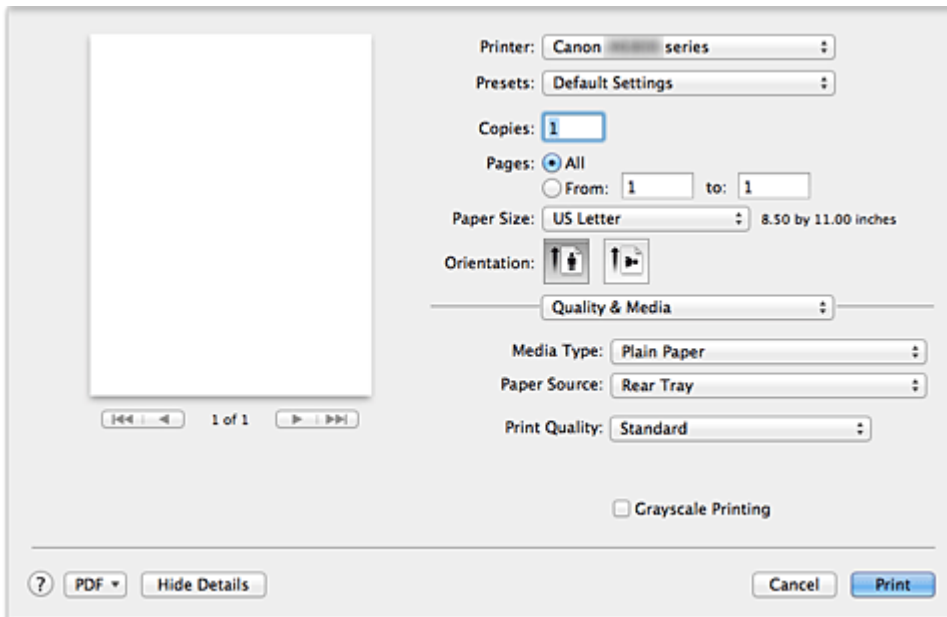 Printer: Canon series
Presets: Default Settings
Copies: 1
Pages: All
From: 1 to: 1
Paper Size: US Letter 8.50 by 11.00 inches
Orientation:
Quality & Media
Media Type: Plain Paper
Paper Source: Rear Tray
1 of 1
Print Quality: Standard
Grayscale Printing
? PDF Hide Details Cancel Print